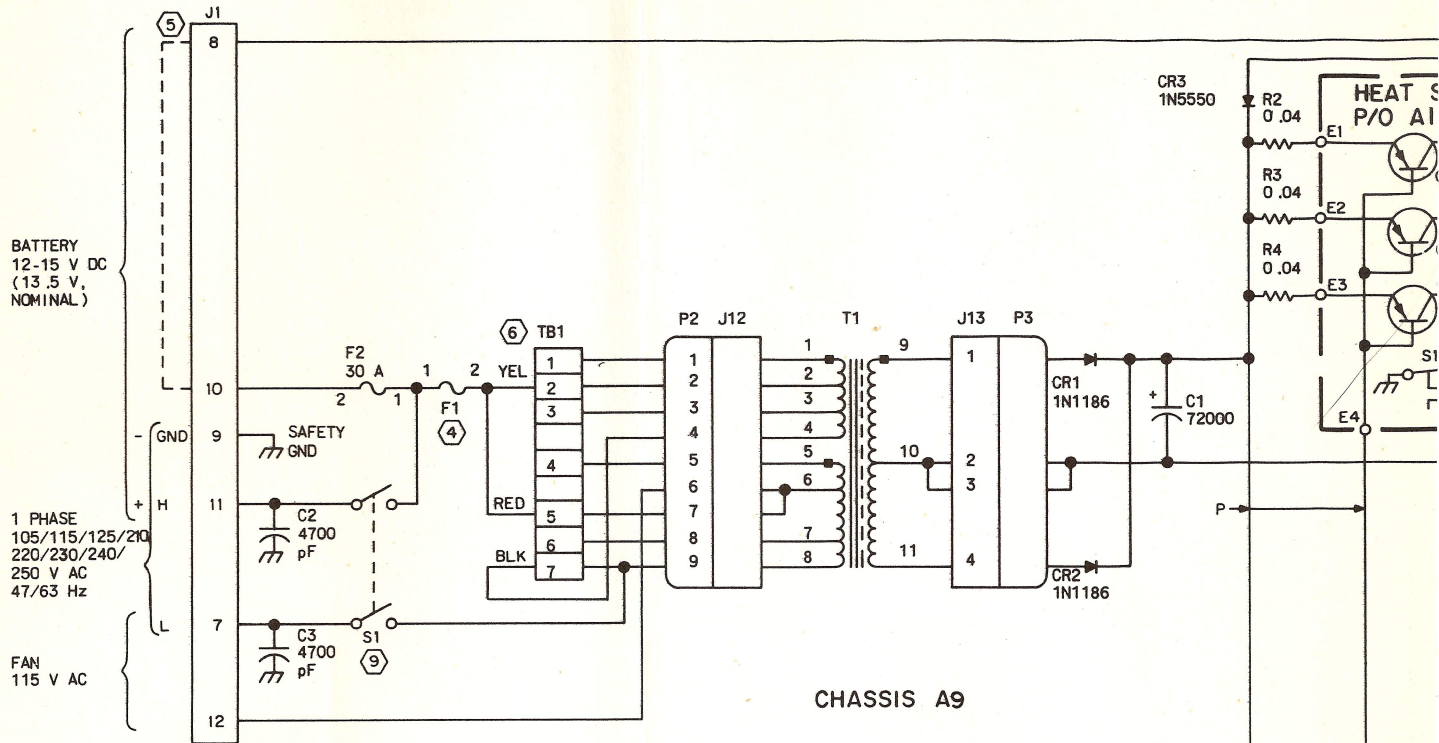 J1
5
8
CR3
1N5550
R2
0.04
HEAT S
P/O A1
E1
R3
0.04
E2
R4
0.04
E3
BATTERY
12-15 V DC
(13.5 V,
NOMINAL)
10
F2
30 A
2
1
1
2
F1
4
YEL
6
TB1
1
2
3
4
5
6
7
RED
BLK
P2
J12
1
2
3
4
5
6
7
8
9
T1
1
2
3
4
5
6
7
8
9
10
11
J13
P3
1
2
3
4
CR1
1N1186
CR2
1N1186
+
C1
72000
S1
E4
P
- GND
9
SAFETY
GND
+ H
11
C2
4700
pF
1 PHASE
105/115/125/210
220/230/240/
250 V AC
47/63 Hz
L
7
C3
4700
pF
S1
9
FAN
115 V AC
12
CHASSIS A9